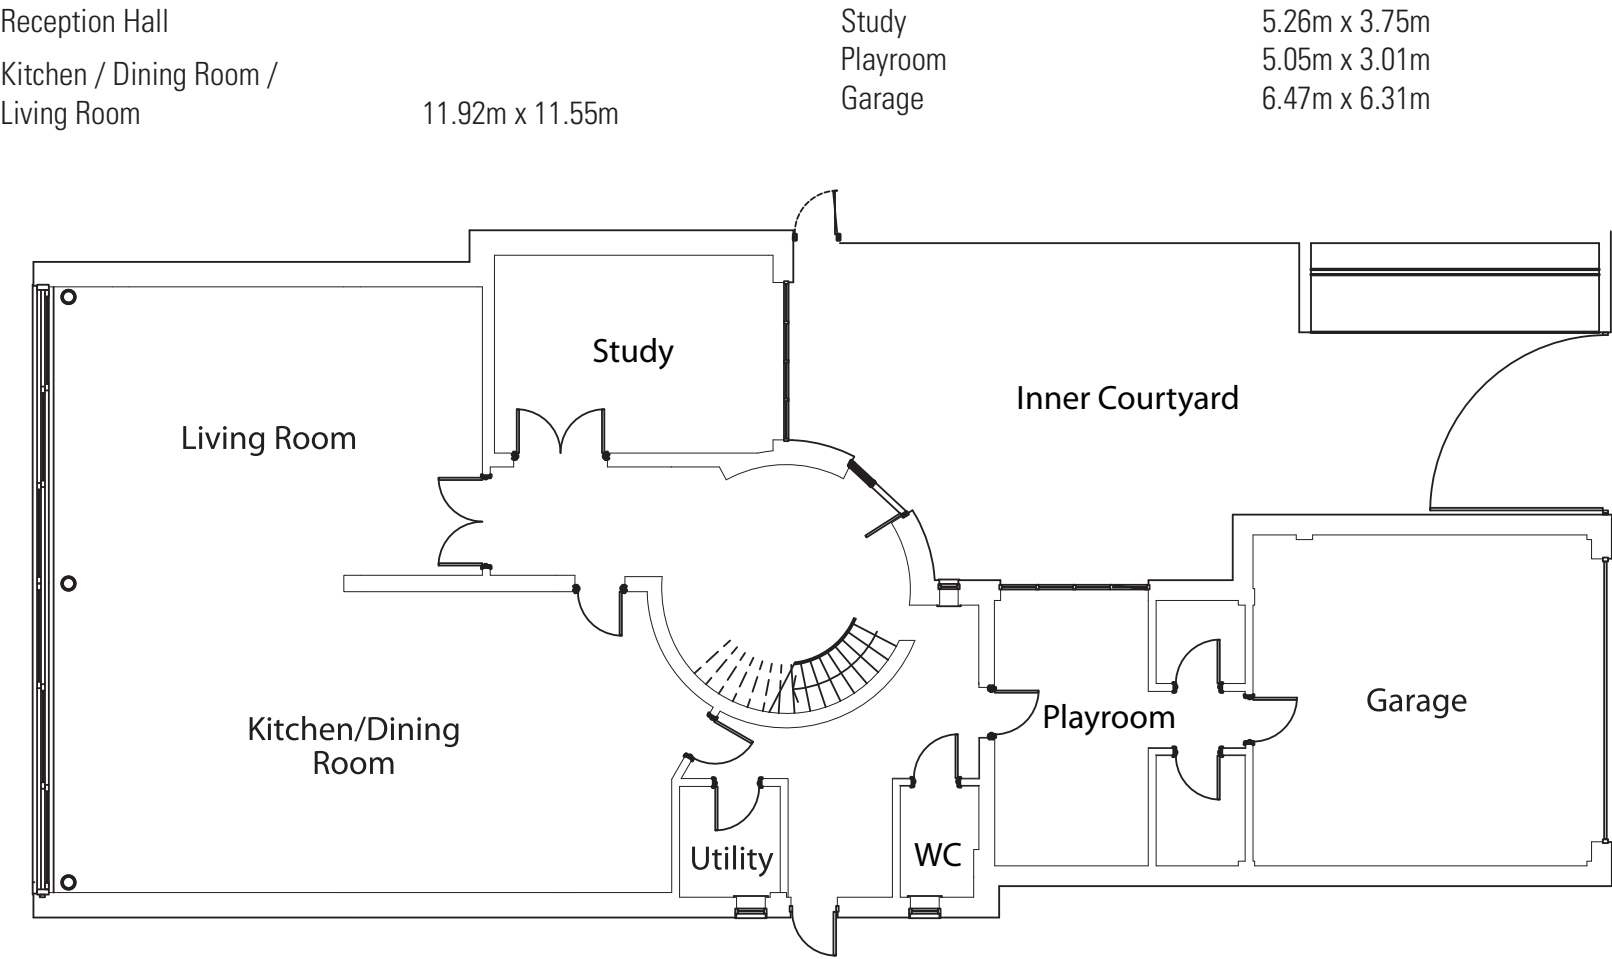 Reception Hall
Kitchen / Dining Room /
Living Room 11.92m x 11.55m
Study 5.26m x 3.75m
Playroom 5.05m x 3.01m
Garage 6.47m x 6.31m
Study
Inner Courtyard
Living Room
Garage
Playroom
Kitchen/Dining
Room
Utility
WC